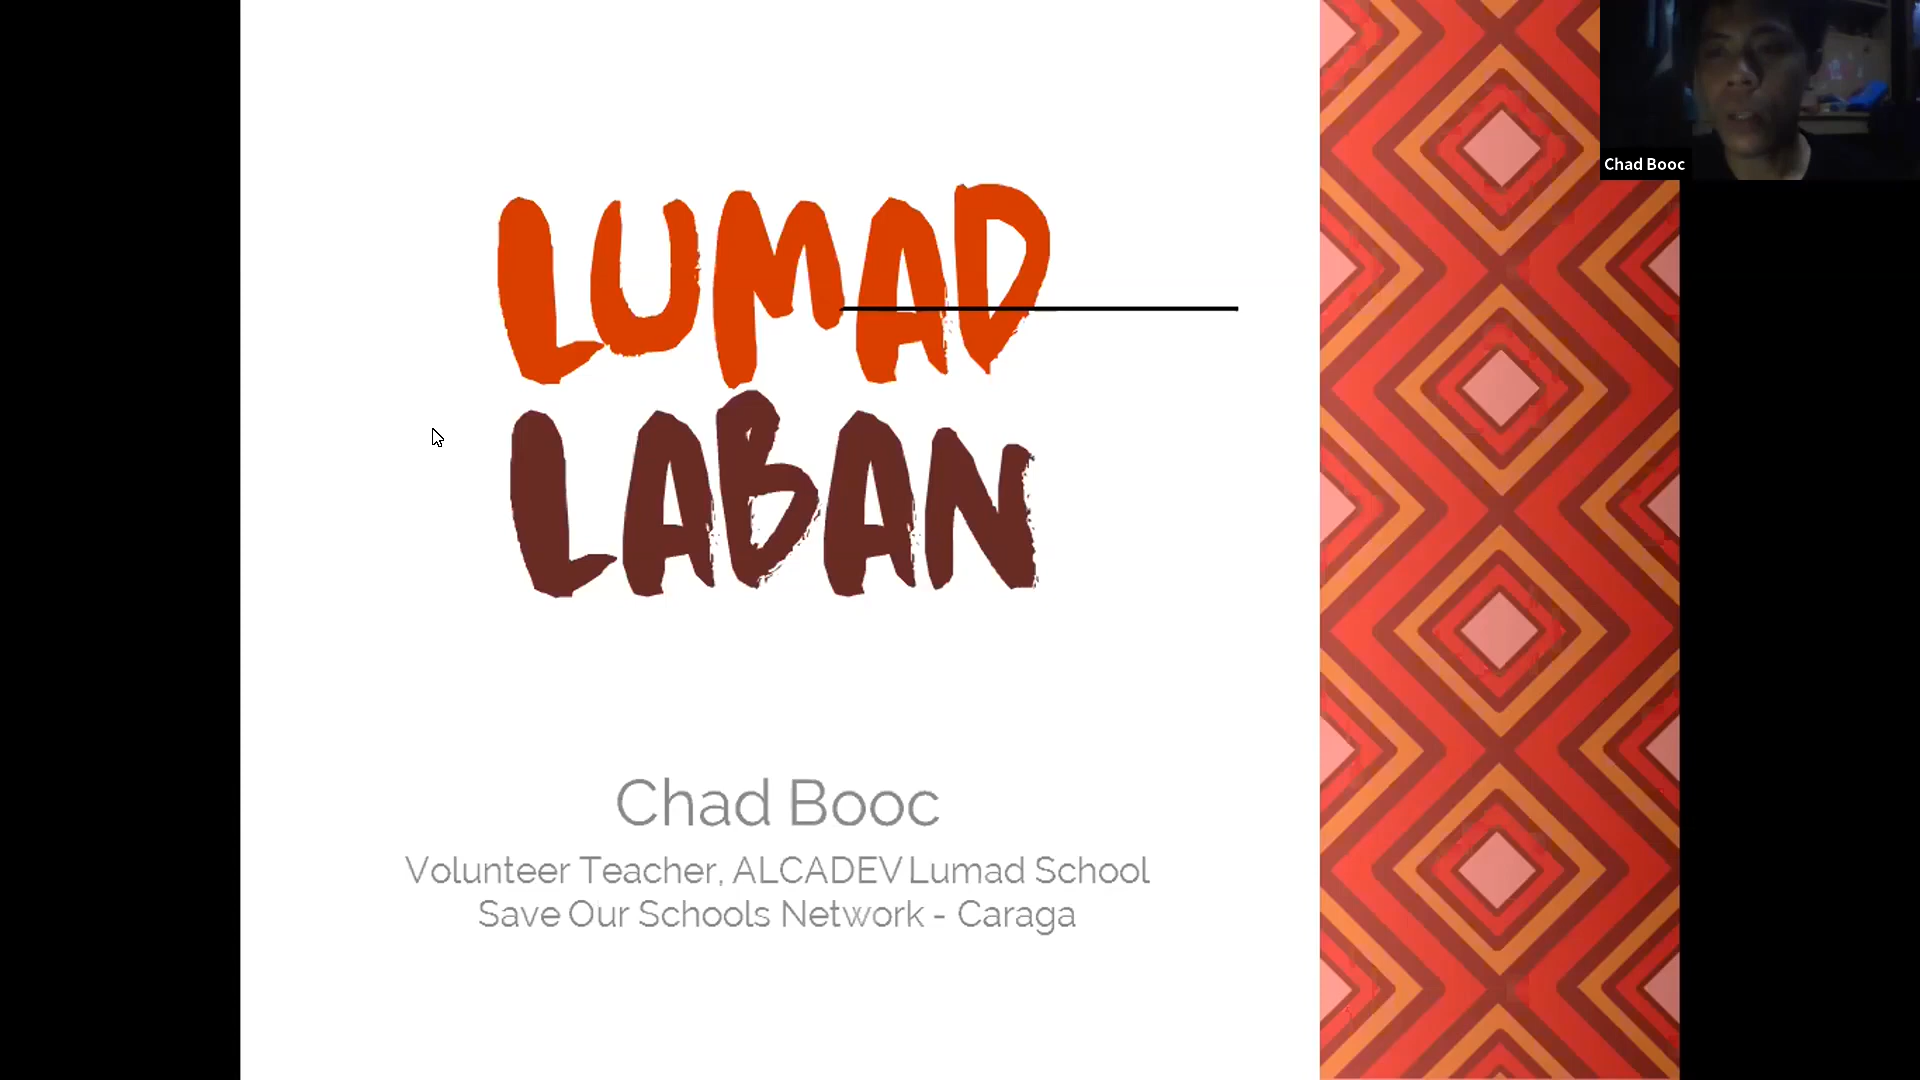 LUMAD
LABAN
Chad Booc
Volunteer Teacher, ALCADEV Lumad School
Save Our Schools Network - Caraga
Chad Booc